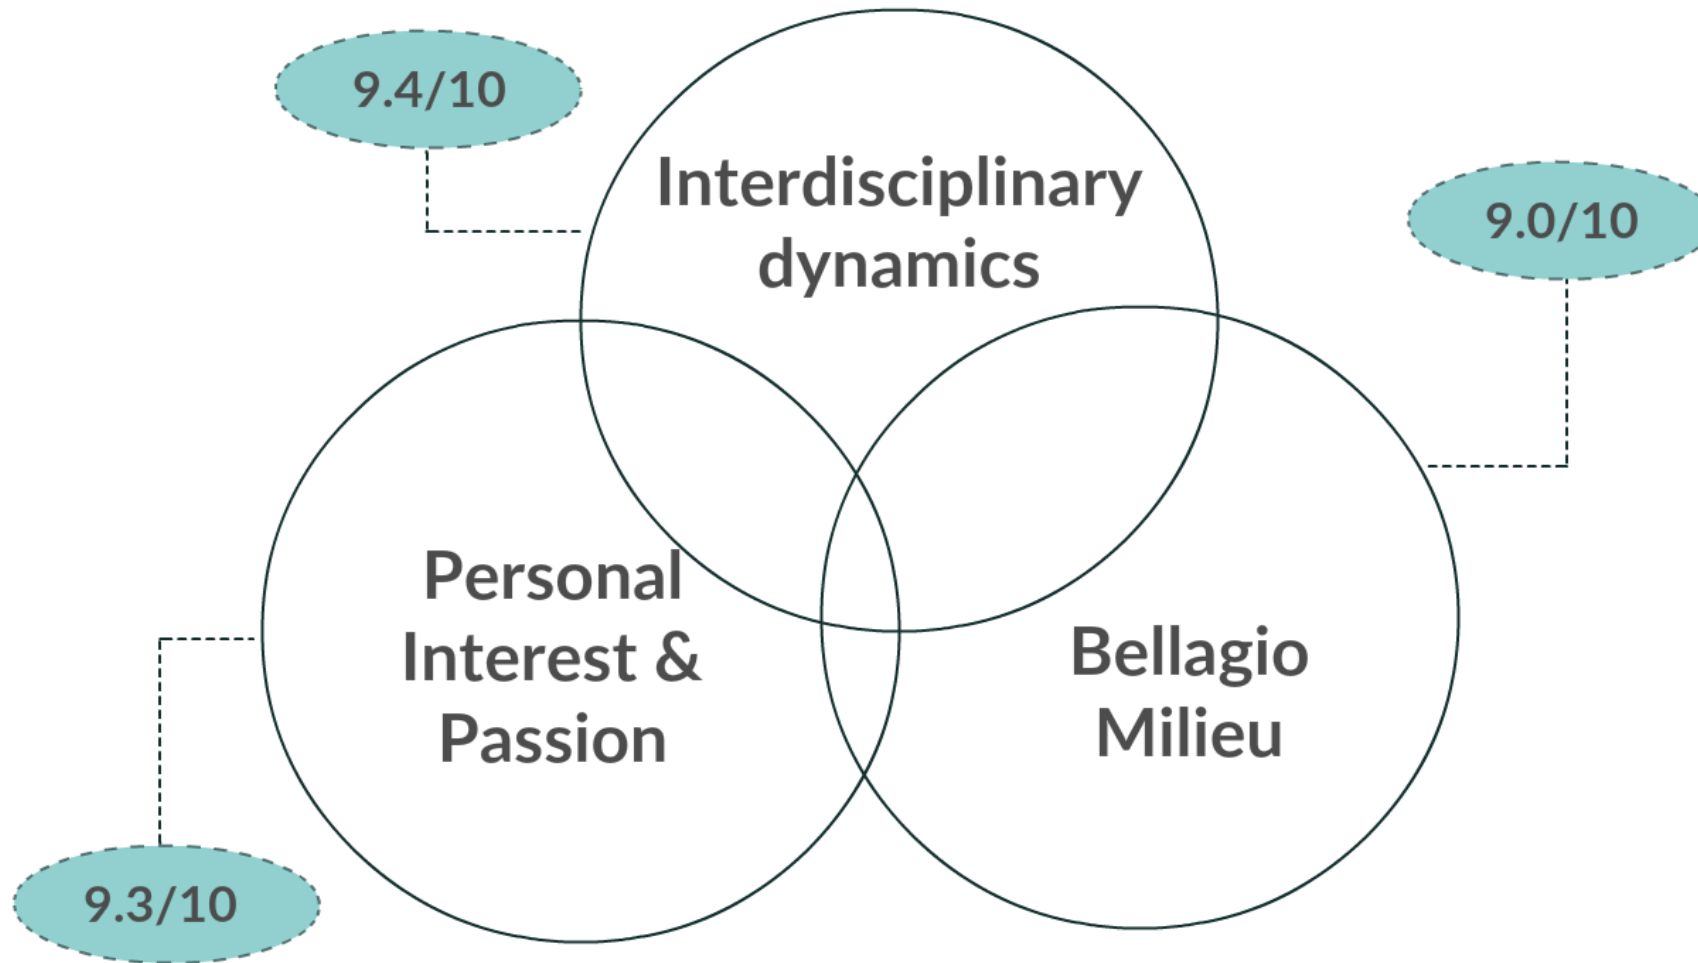 9.4/10
Interdisciplinary
dynamics
9.0/10
Personal
Interest &
Passion
Bellagio
Milieu
9.3/10